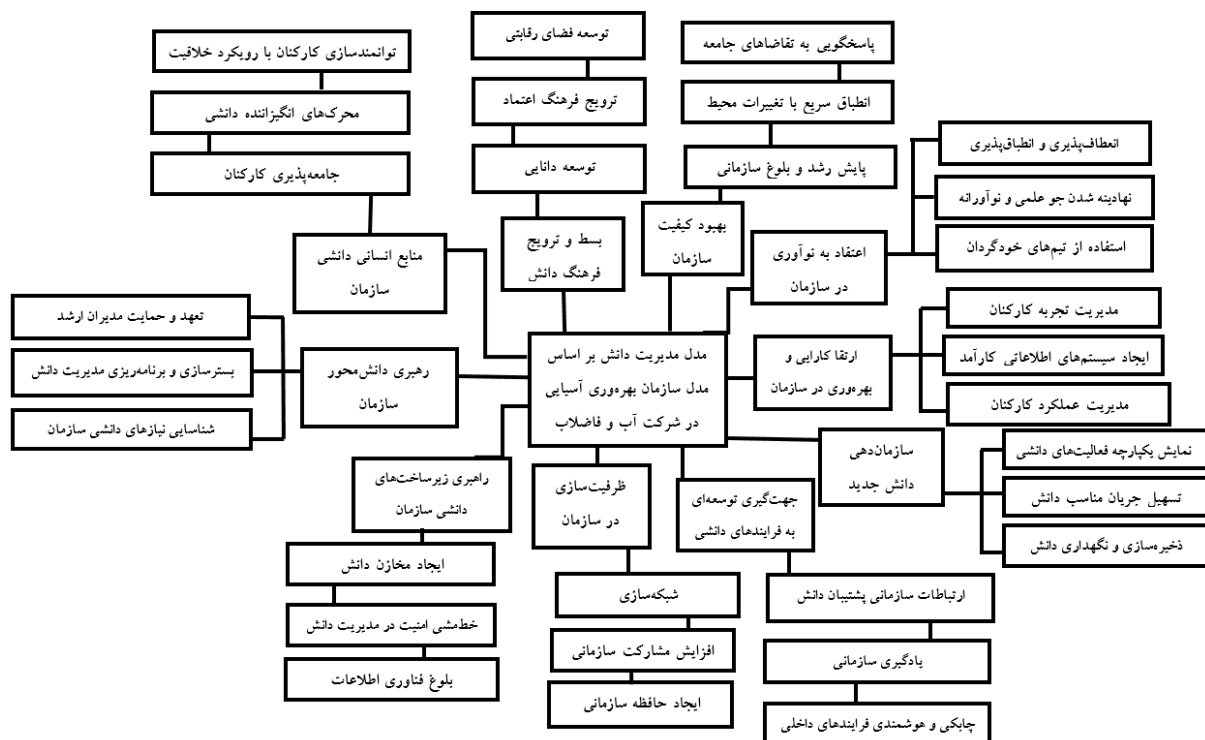 توسعه فضای رقابتی
پاسخگویی به تقاضاهای جامعه
توانمندسازی کارکنان با رویکرد خلاقیت
ترویج فرهنگ اعتماد
انطباق سریع با تغییرات محیط
محرک‌های انگیزاننده دانشی
توسعه دانایی
پایش رشد و بلوغ سازمانی
جامعه‌پذیری کارکنان
انعطاف‌پذیری و انطباق‌پذیری
نهادینه شدن جو علمی و نوآورانه
استفاده از تیم‌های خودگردان
بهبود کیفیت
سازمان
بسط و ترویج
فرهنگ دانش
منابع انسانی دانشی
سازمان
اعتقاد به نوآوری
در سازمان
مدیریت تجربه کارکنان
ایجاد سیستم‌های اطلاعاتی کارآمد
مدیریت عملکرد کارکنان
ارتقا کارایی و
بهره‌وری در سازمان
مدل مدیریت دانش بر اساس
مدل سازمان بهره‌وری آسیایی
در شرکت آب و فاضلاب
رهبری دانش‌محور
سازمان
تعهد و حمایت مدیران ارشد
بسترسازی و برنامه‌ریزی مدیریت دانش
شناسایی نیازهای دانشی سازمان
سازمان‌دهی
دانش جدید
نمایش یکپارچه فعالیت‌های دانشی
تسهیل جریان مناسب دانش
ذخیره‌سازی و نگهداری دانش
جهت‌گیری توسعه‌ای
به فرایندهای دانشی
ظرفیت‌سازی
در سازمان
راهبری زیرساخت‌های
دانشی سازمان
ایجاد مخازن دانش
خط‌مشی امنیت در مدیریت دانش
بلوغ فناوری اطلاعات
شبکه‌سازی
افزایش مشارکت سازمانی
ایجاد حافظه سازمانی
ارتباطات سازمانی پشتیبان دانش
یادگیری سازمانی
چابکی و هوشمندی فرایندهای داخلی